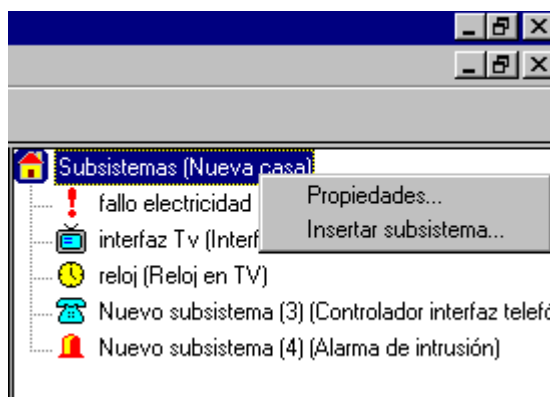 Subsistemas (Nueva casa)
Propiedades...
fallo electricidad
Insertar subsistema...
interfaz Tv (Interf
reloj (Reloj en TV)
Nuevo subsistema (3) (Controlador interfaz telefó
Nuevo subsistema (4) (Alarma de intrusión)